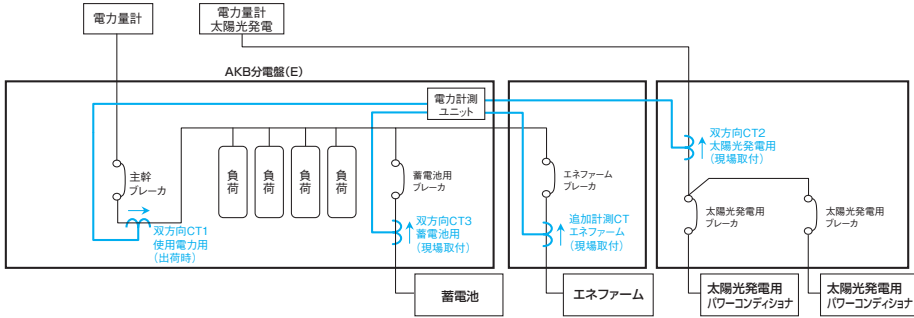 電力量計
電力量計
太陽光発電
AKB分電盤(E)
電力計測
ユニット
主幹
ブレーカ
双方向CT1
使用電力用
(出荷時)
負荷
負荷
負荷
負荷
蓄電池用
ブレーカ
双方向CT3
蓄電池用
(現場取付)
エネファーム
ブレーカ
追加計測CT
エネファーム
(現場取付)
双方向CT2
太陽光発電用
(現場取付)
太陽光発電用
ブレーカ
太陽光発電用
ブレーカ
蓄電池
エネファーム
太陽光発電用
パワーコンディショナ
太陽光発電用
パワーコンディショナ